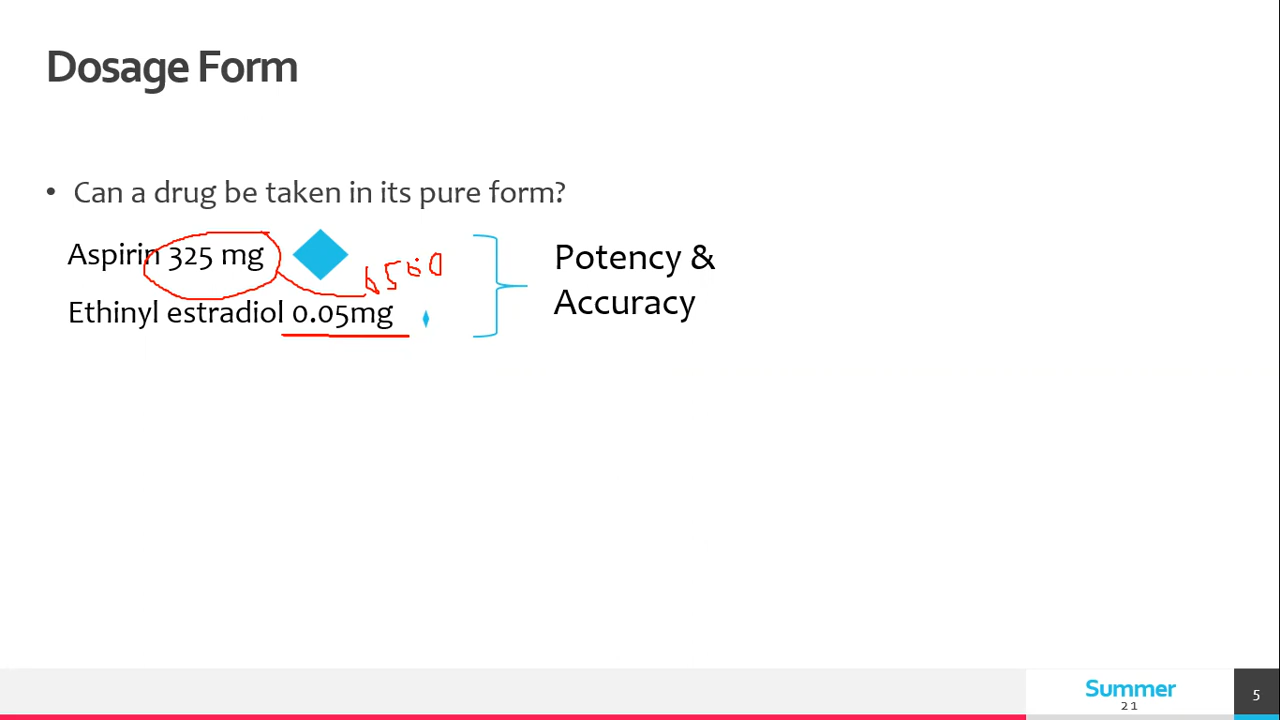 Dosage Form
• Can a drug be taken in its pure form?
Aspirin 325 mg
6500
Ethinyl estradiol 0.05mg
Potency &
Accuracy
Summer
21
5